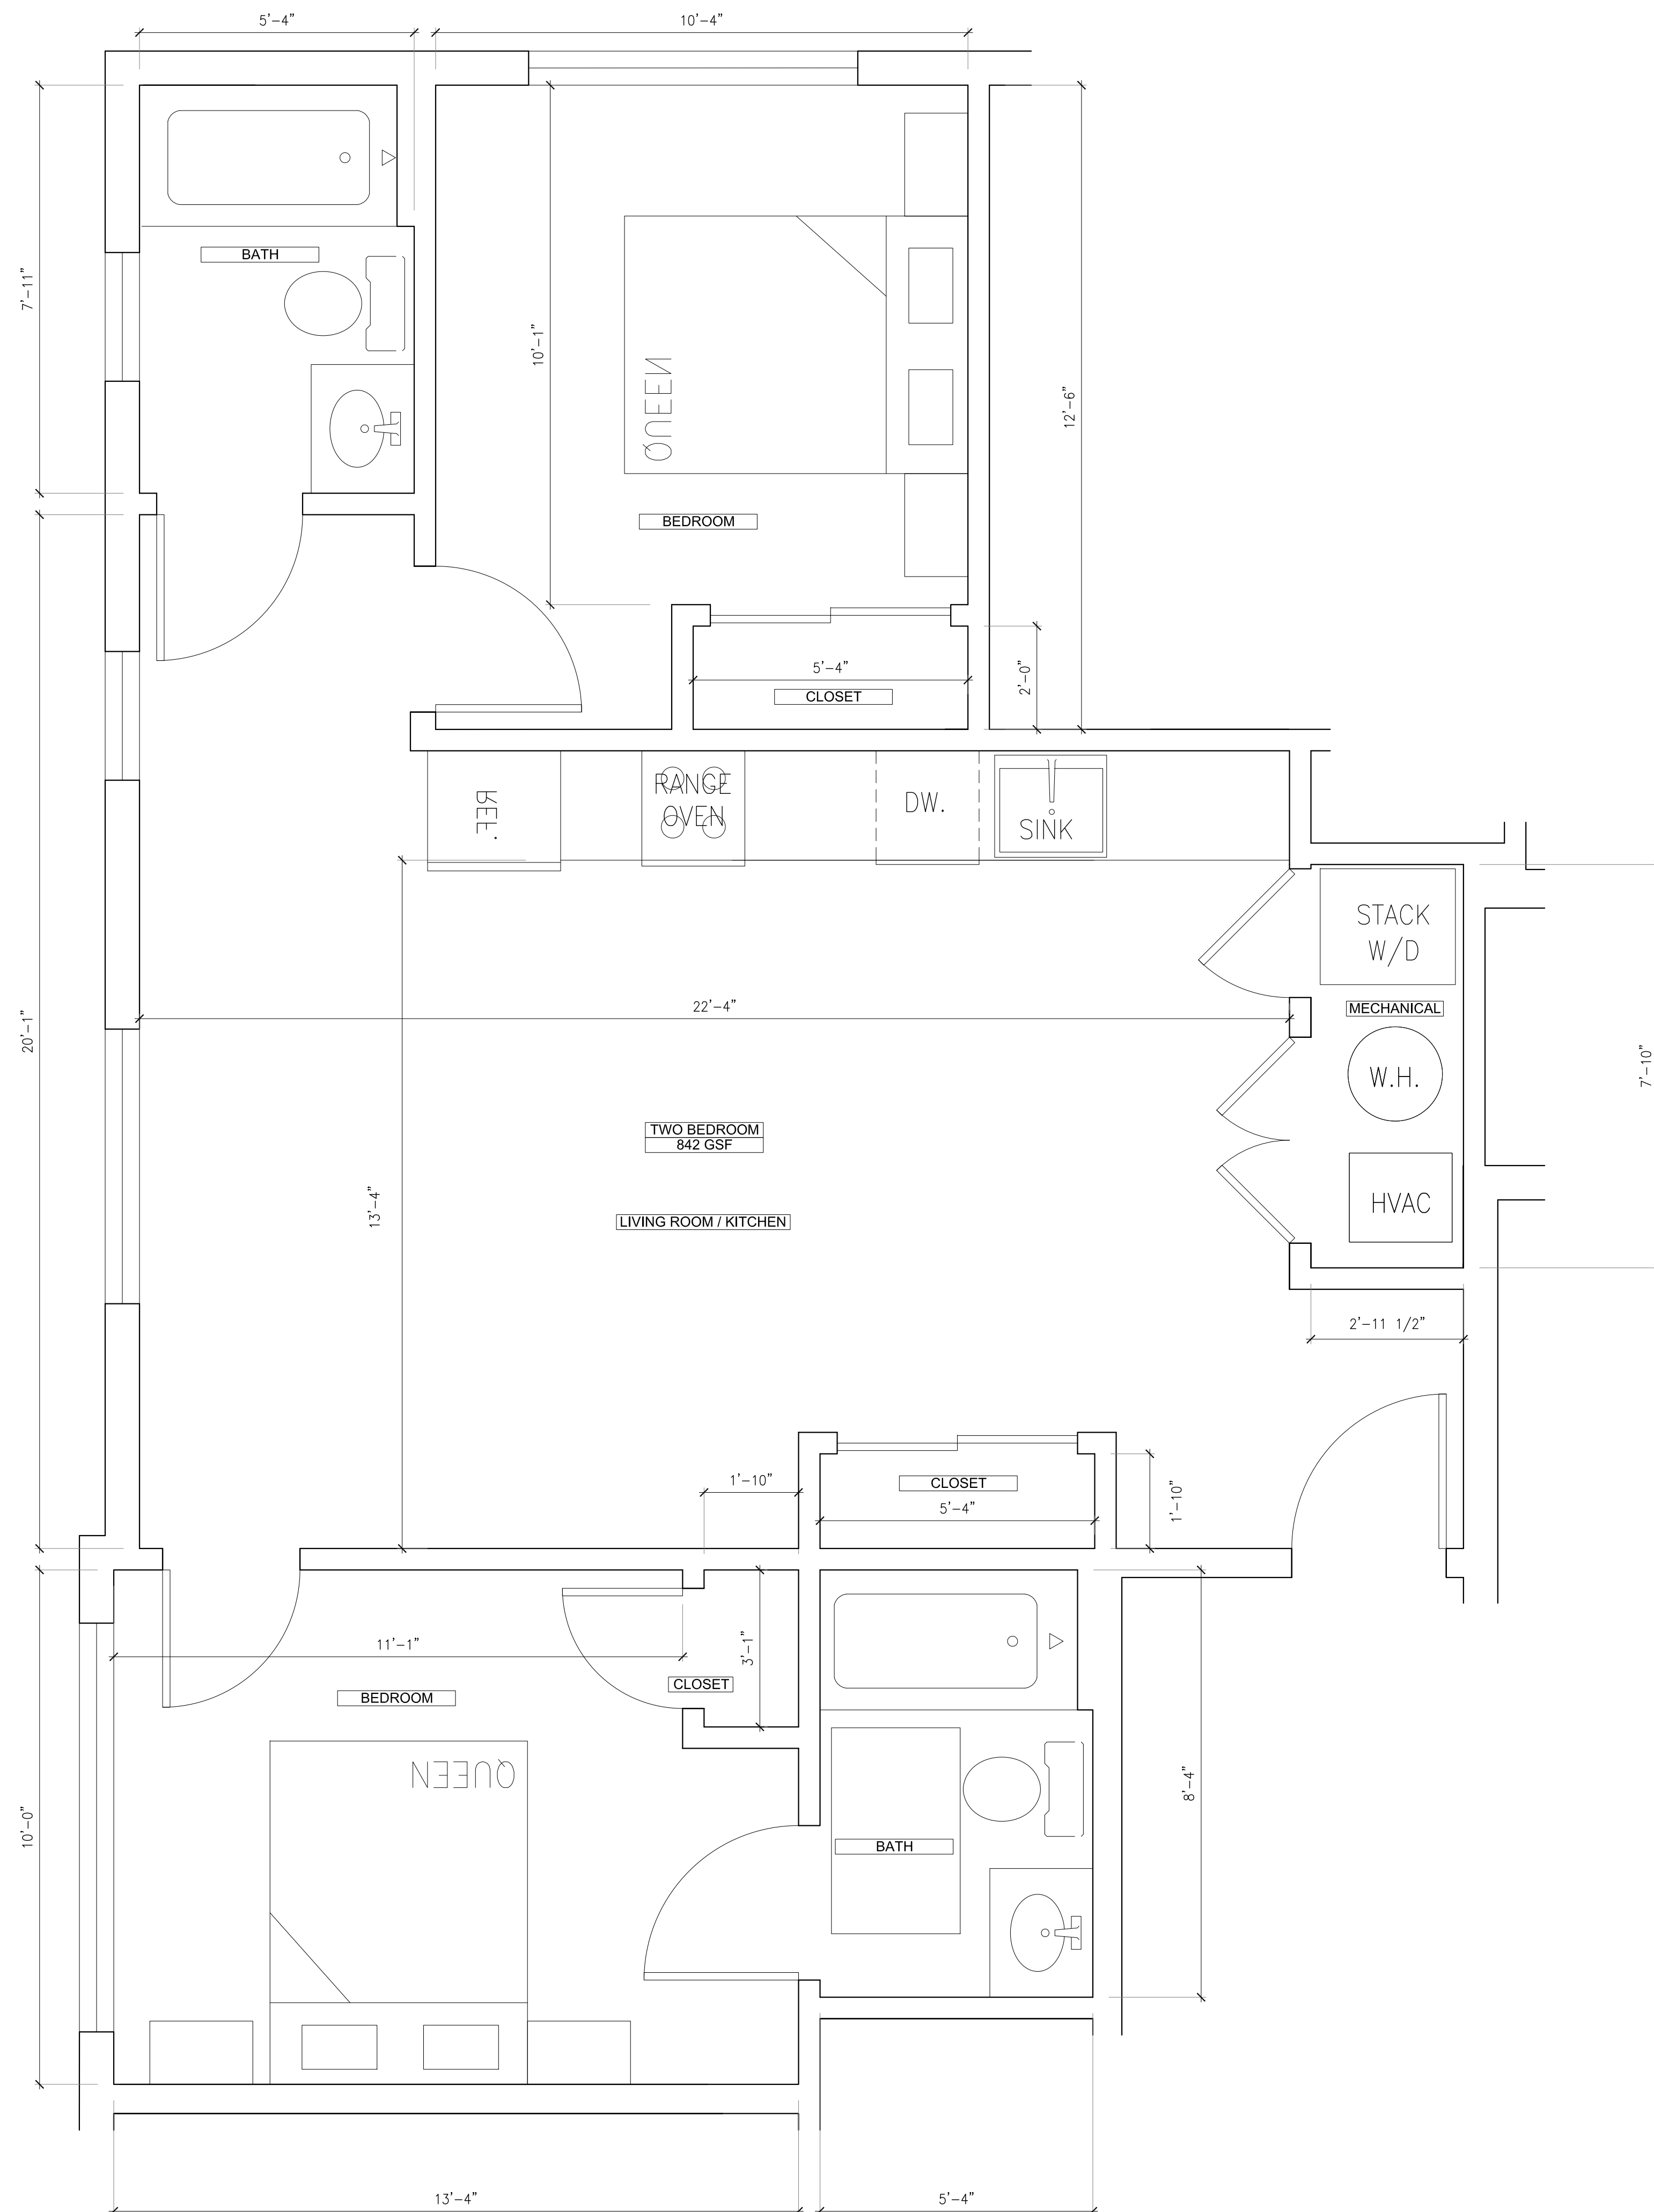 5'-4"
10'-4"
7'-11"
BATH
10'-1"
QUEEN
12'-6"
BEDROOM
5'-4"
2'-0"
CLOSET
REF.
RANGE
OVEN
DW.
SINK
STACK
W/D
MECHANICAL
22'-4"
20'-1"
7'-10"
W.H.
TWO BEDROOM
842 GSF
13'-4"
LIVING ROOM / KITCHEN
HVAC
2'-11 1/2"
1'-10"
CLOSET
5'-4"
1'-10"
11'-1"
3'-1"
CLOSET
BEDROOM
QUEEN
8'-4"
10'-0"
BATH
13'-4"
5'-4"